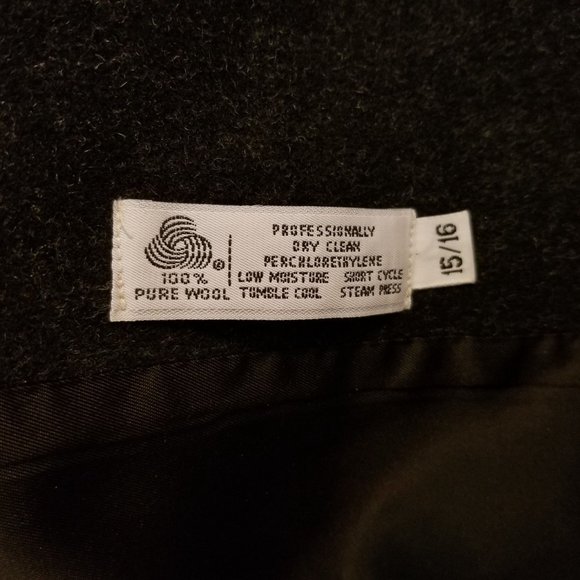 PROFESSIONALLY
DRY CLEAN
PERCHLORETHYLENE
LOW MOISTURE SHORT CYCLE
TUMBLE COOL STEAM PRESS
®
100%
PURE WOOL
15/16